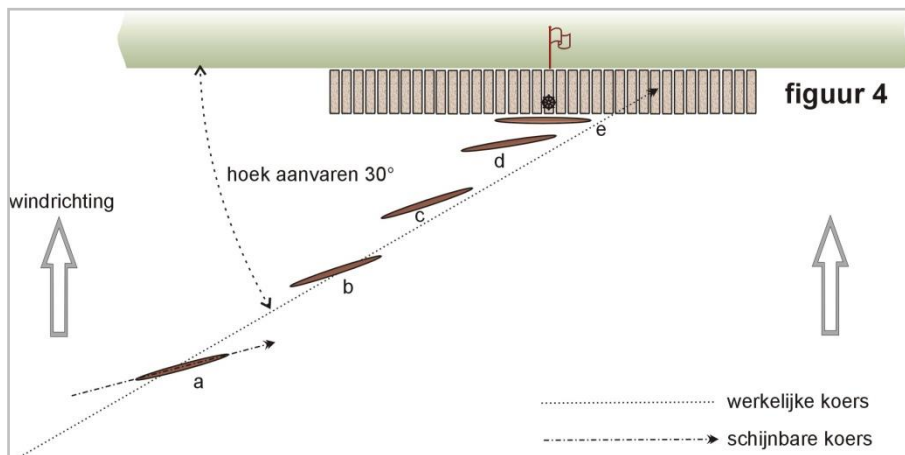 figuur 4
e
d
hoek aanvaren 30°
c
windrichting
b
a
werkelijke koers
schijnbare koers